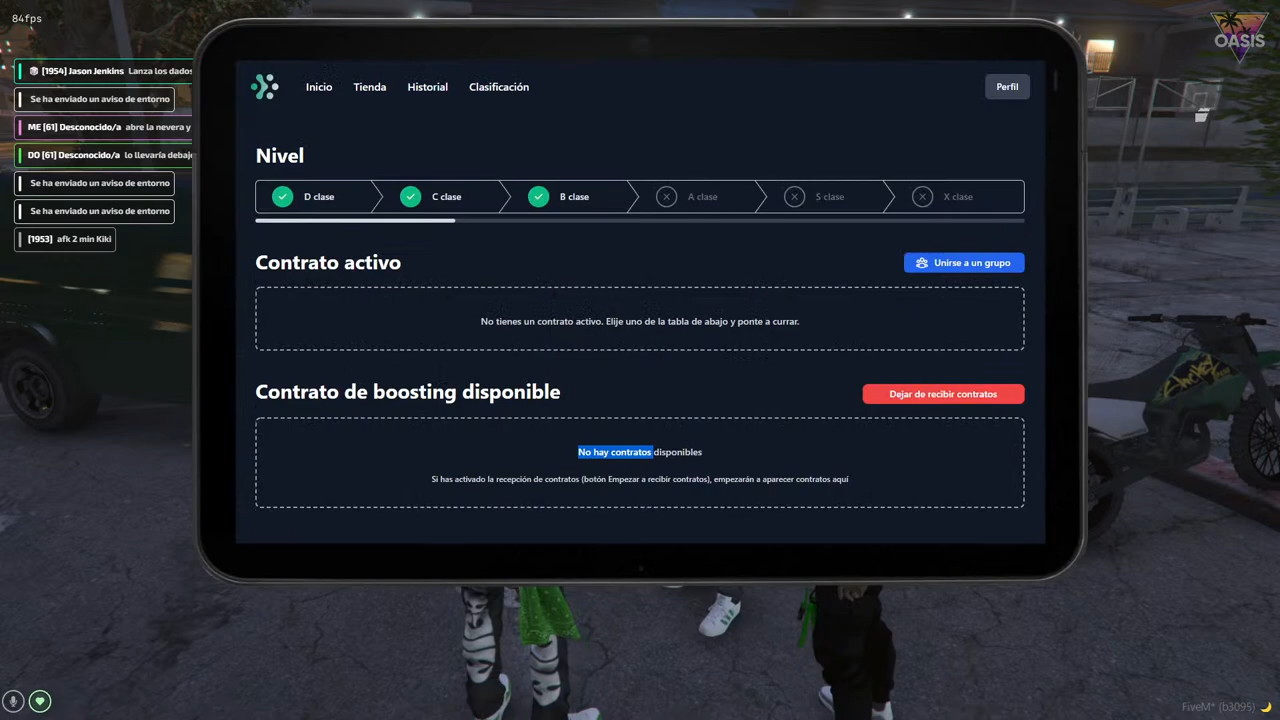 84fps
[1954] Jason Jenkins Lanza los dados
Se ha enviado un aviso de entorno
ME [61] Desconocido/a abre la nevera y
DO [61] Desconocido/a lo llevaría debajo
Se ha enviado un aviso de entorno
Se ha enviado un aviso de entorno
[1953] afk 2 min Kiki
OASIS
Inicio Tienda Historial Clasificación Perfil
Nivel
D clase C clase B clase A clase S clase X clase
Contrato activo
Unirse a un grupo
No tienes un contrato activo. Elije uno de la tabla de abajo y ponte a currar.
Contrato de boosting disponible
Dejar de recibir contratos
No hay contratos disponibles
Si has activado la recepción de contratos (botón Empezar a recibir contratos), empezarán a aparecer contratos aquí
FiveM* (b3095)